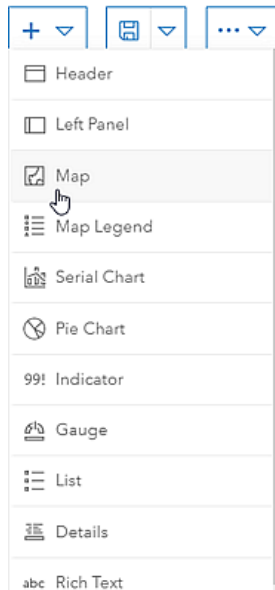 Header
Left Panel
Map
Map Legend
Serial Chart
Pie Chart
99! Indicator
Gauge
List
Details
abc Rich Text